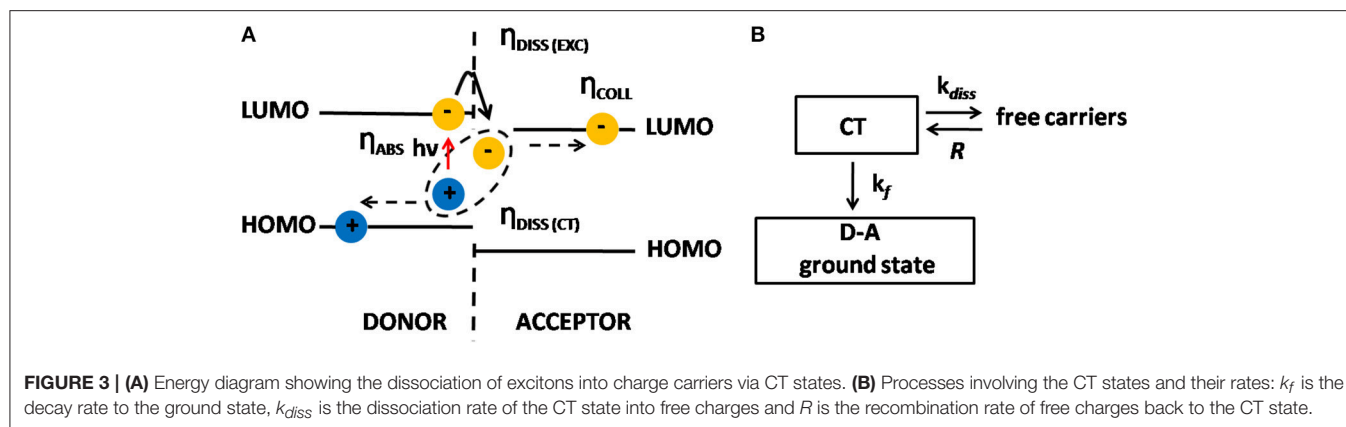 A
η_DISS (EXC)
LUMO
-
η_COLL
-
LUMO
η_ABS hν
-
+
HOMO
+
η_DISS (CT)
HOMO
DONOR
ACCEPTOR
B
CT
k_diss
free carriers
R
k_f
D-A
ground state
FIGURE 3 | (A) Energy diagram showing the dissociation of excitons into charge carriers via CT states. (B) Processes involving the CT states and their rates: k_f is the
decay rate to the ground state, k_diss is the dissociation rate of the CT state into free charges and R is the recombination rate of free charges back to the CT state.